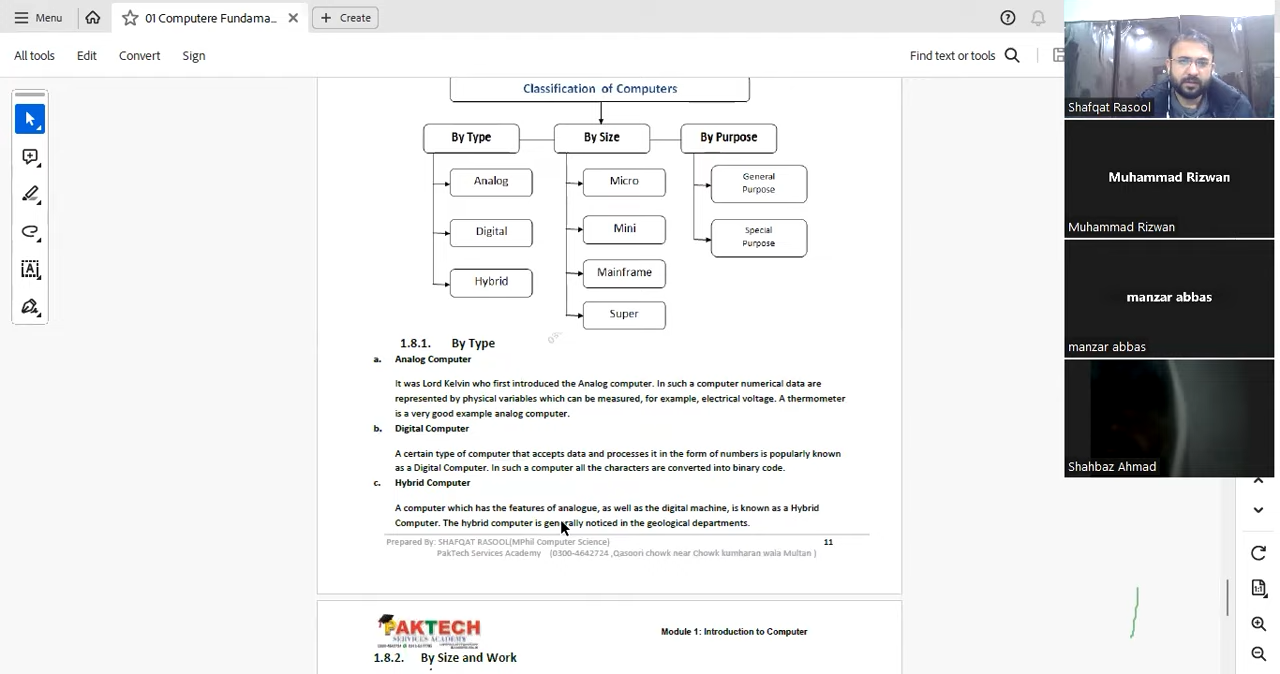 Menu
01 Computere Fundama...
Create
All tools
Edit
Convert
Sign
Find text or tools
Classification of Computers
By Type
By Size
By Purpose
Analog
Micro
General
Purpose
Digital
Mini
Special
Purpose
Hybrid
Mainframe
Super
1.8.1. By Type
a. Analog Computer
It was Lord Kelvin who first introduced the Analog computer. In such a computer numerical data are
represented by physical variables which can be measured, for example, electrical voltage. A thermometer
is a very good example analog computer.
b. Digital Computer
A certain type of computer that accepts data and processes it in the form of numbers is popularly known
as a Digital Computer. In such a computer all the characters are converted into binary code.
c. Hybrid Computer
A computer which has the features of analogue, as well as the digital machine, is known as a Hybrid
Computer. The hybrid computer is generally noticed in the geological departments.
Prepared By: SHAFQAT RASOOL(MPhil Computer Science)
11
PakTech Services Academy (0300-4642724 ,Qasoori chowk near Chowk kumharan wala Multan )
PAKTECH
SERVICES ACADEMY
Module 1: Introduction to Computer
1.8.2. By Size and Work
Shafqat Rasool
Muhammad Rizwan
Muhammad Rizwan
manzar abbas
manzar abbas
Shahbaz Ahmad